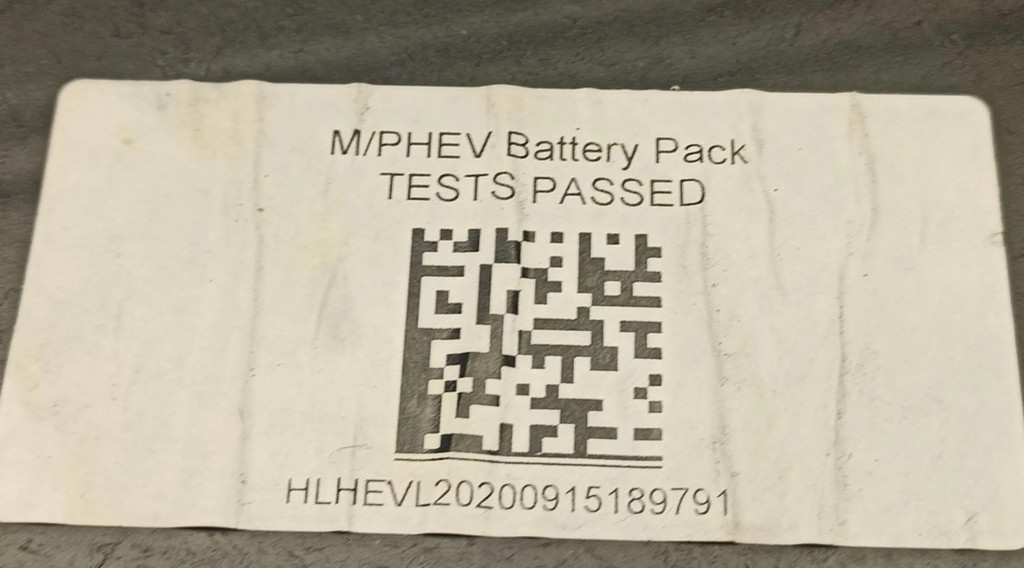 M/PHEV Battery Pack
TESTS PASSED
HLHEVL20200915189791